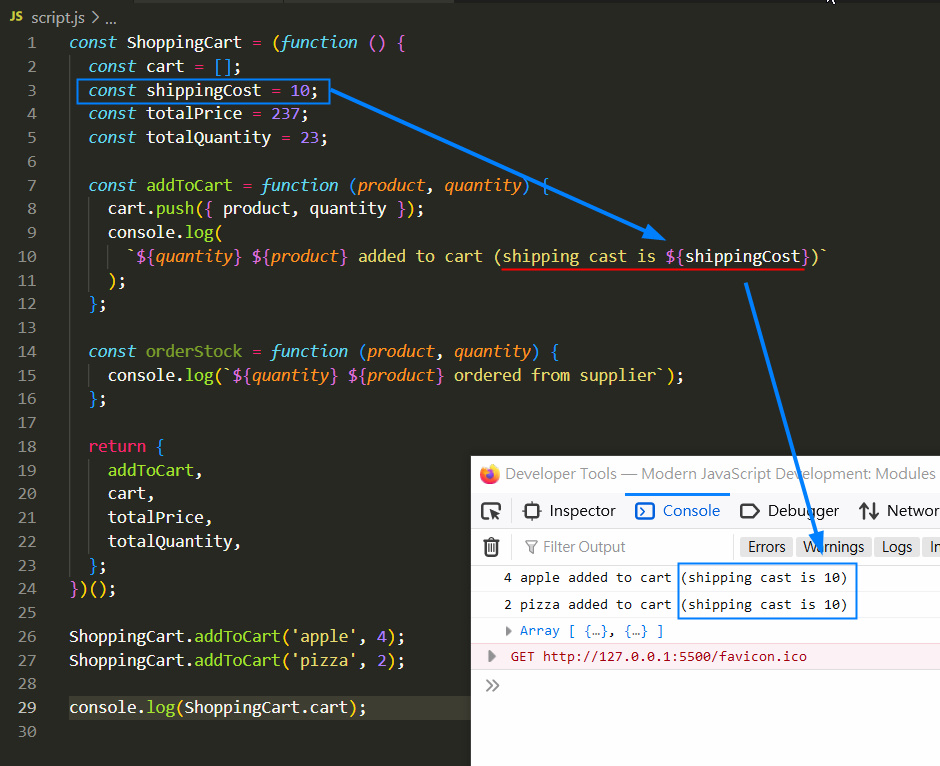 JS script.js > ...
1 const ShoppingCart = (function () {
2 const cart = [];
3 const shippingCost = 10;
4 const totalPrice = 237;
5 const totalQuantity = 23;
6
7 const addToCart = function (product, quantity) {
8 cart.push({ product, quantity });
9 console.log(
10 `${quantity} ${product} added to cart (shipping cast is ${shippingCost})`
11 );
12 };
13
14 const orderStock = function (product, quantity) {
15 console.log(`${quantity} ${product} ordered from supplier`);
16 };
17
18 return {
19 addToCart,
20 cart,
21 totalPrice,
22 totalQuantity,
23 };
24 })();
25
26 ShoppingCart.addToCart('apple', 4);
27 ShoppingCart.addToCart('pizza', 2);
28
29 console.log(ShoppingCart.cart);
30
Developer Tools — Modern JavaScript Development: Modules
Inspector Console Debugger Networ
Filter Output Errors Warnings Logs In
4 apple added to cart (shipping cast is 10)
2 pizza added to cart (shipping cast is 10)
Array [ {…}, {…} ]
GET http://127.0.0.1:5500/favicon.ico